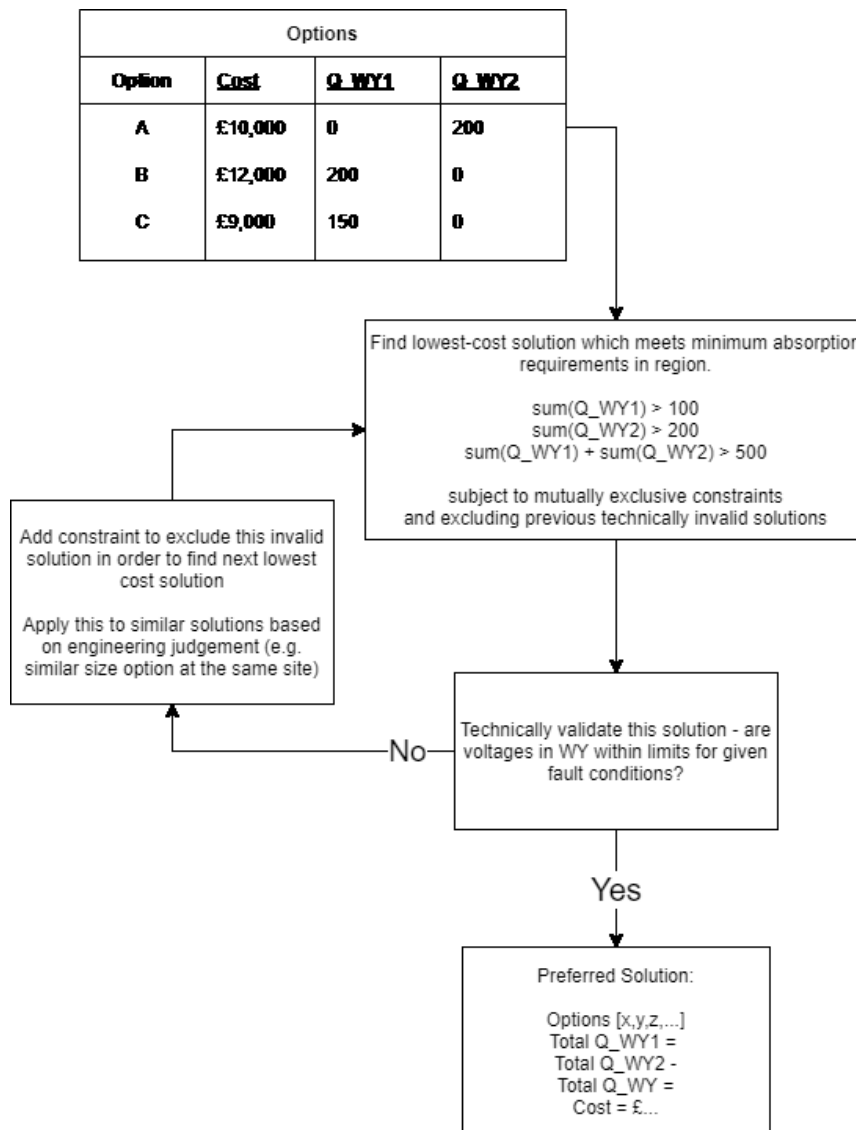 Options
Option Cost Q_WY1 Q_WY2
A £10,000 0 200
B £12,000 200 0
C £9,000 150 0
Find lowest-cost solution which meets minimum absorption
requirements in region.
sum(Q_WY1) > 100
sum(Q_WY2) > 200
sum(Q_WY1) + sum(Q_WY2) > 500
subject to mutually exclusive constraints
and excluding previous technically invalid solutions
Add constraint to exclude this invalid
solution in order to find next lowest
cost solution
Apply this to similar solutions based
on engineering judgement (e.g.
similar size option at the same site)
Technically validate this solution - are
voltages in WY within limits for given
fault conditions?
No
Yes
Preferred Solution:
Options [x,y,z,...]
Total Q_WY1 =
Total Q_WY2 -
Total Q_WY =
Cost = £...